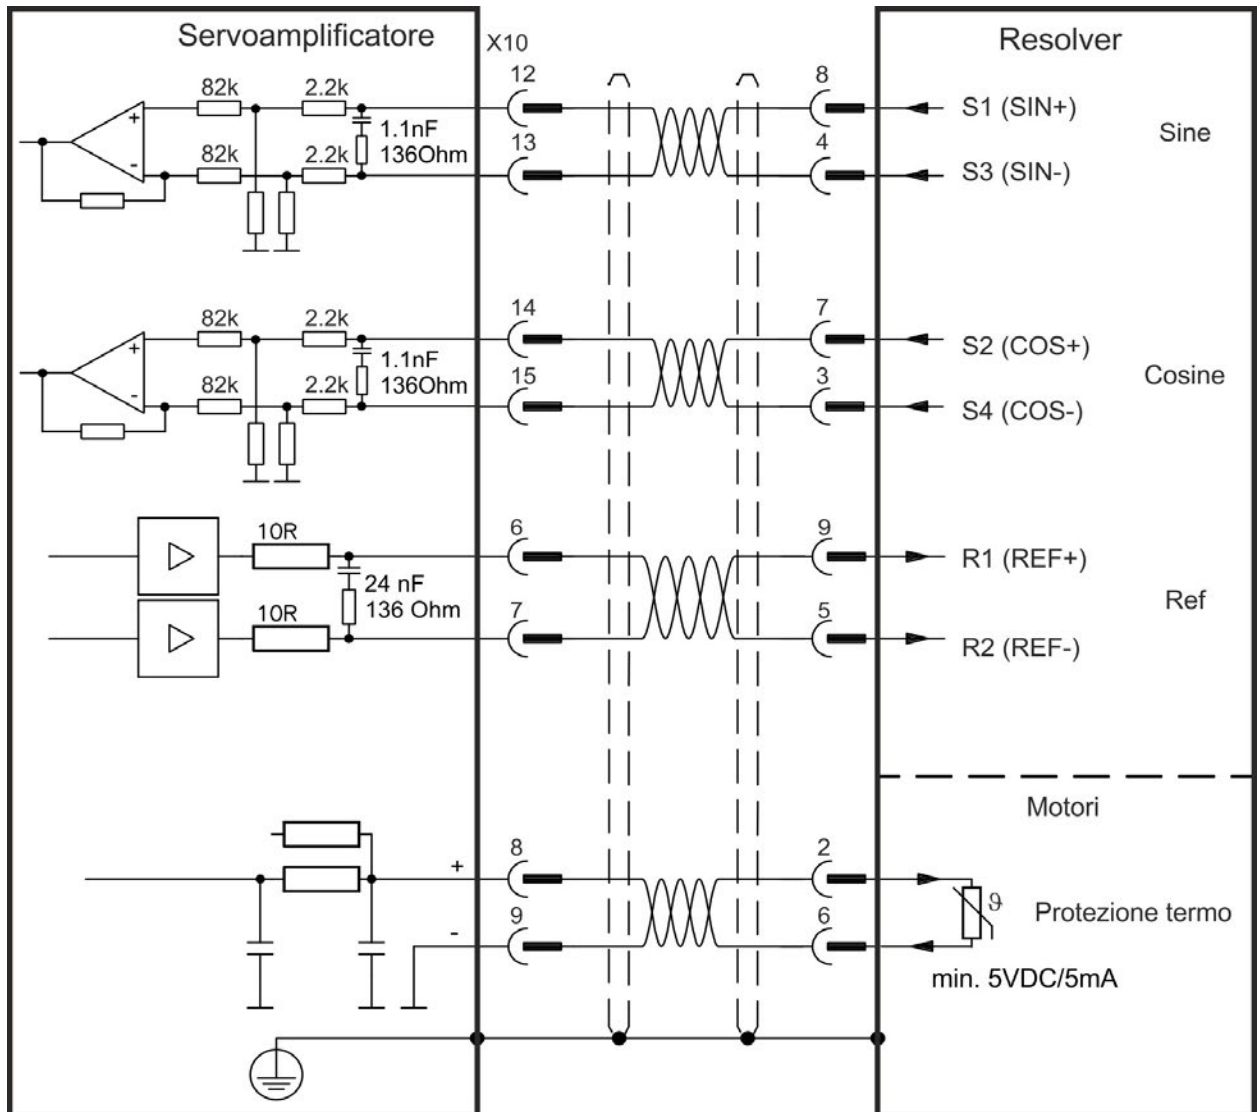 Servoamplificatore
X10
Resolver
82k
2.2k
12
8
S1 (SIN+)
1.1nF
136Ohm
Sine
82k
2.2k
13
4
S3 (SIN-)
+
-
82k
2.2k
14
7
S2 (COS+)
1.1nF
136Ohm
Cosine
82k
2.2k
15
3
S4 (COS-)
+
-
10R
6
9
R1 (REF+)
24 nF
136 Ohm
Ref
10R
7
5
R2 (REF-)
Motori
+
8
2
ϑ
Protezione termo
-
9
6
min. 5VDC/5mA